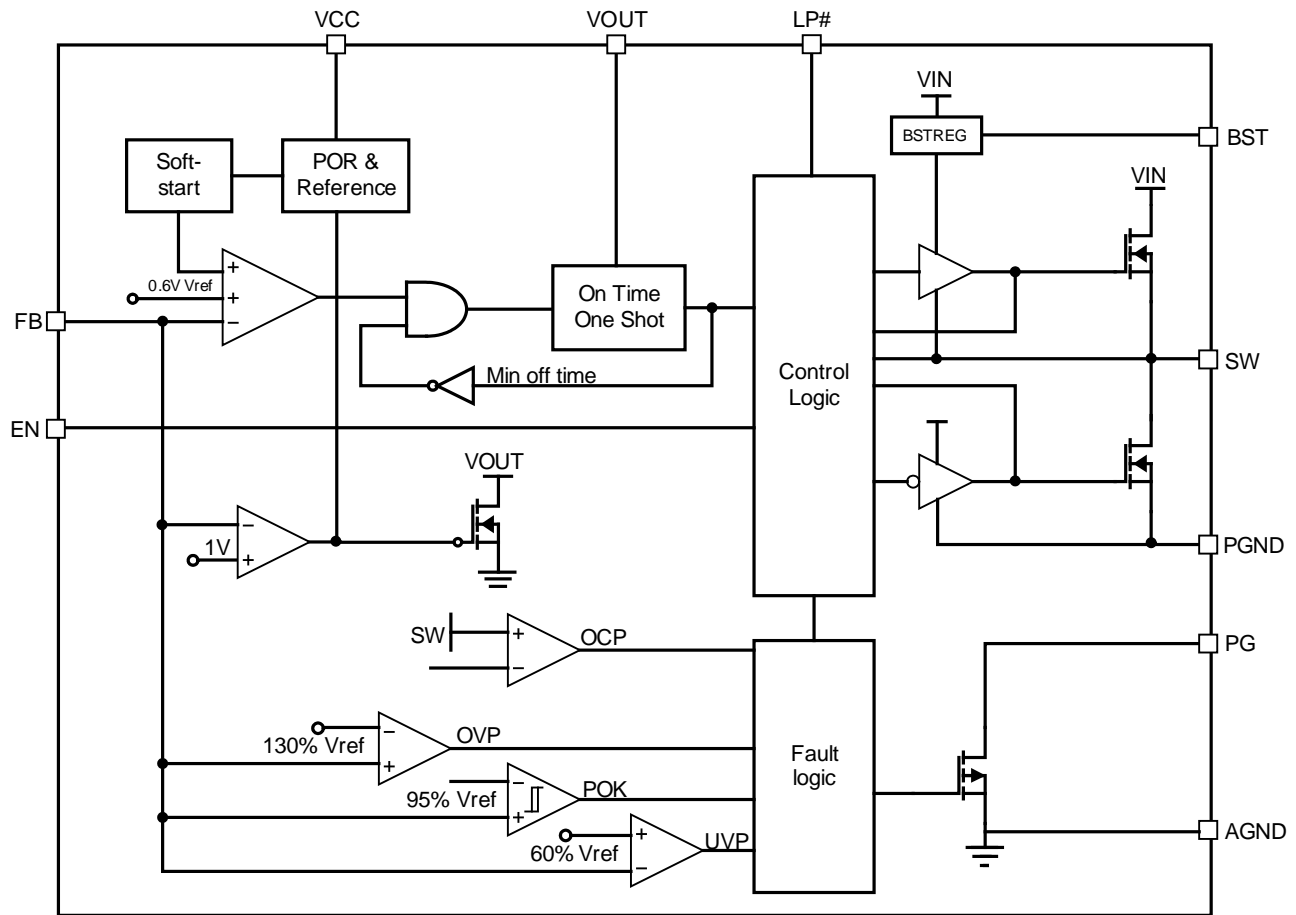 VCC
VOUT
LP#
VIN
BSTREG
BST
Soft-
start
POR &
Reference
VIN
+
0.6V Vref
+
−
FB
On Time
One Shot
Min off time
Control
Logic
SW
EN
VOUT
−
1V
+
PGND
SW
+
OCP
−
PG
130% Vref
−
OVP
+
Fault
logic
95% Vref
−
POK
+
60% Vref
+
UVP
−
AGND